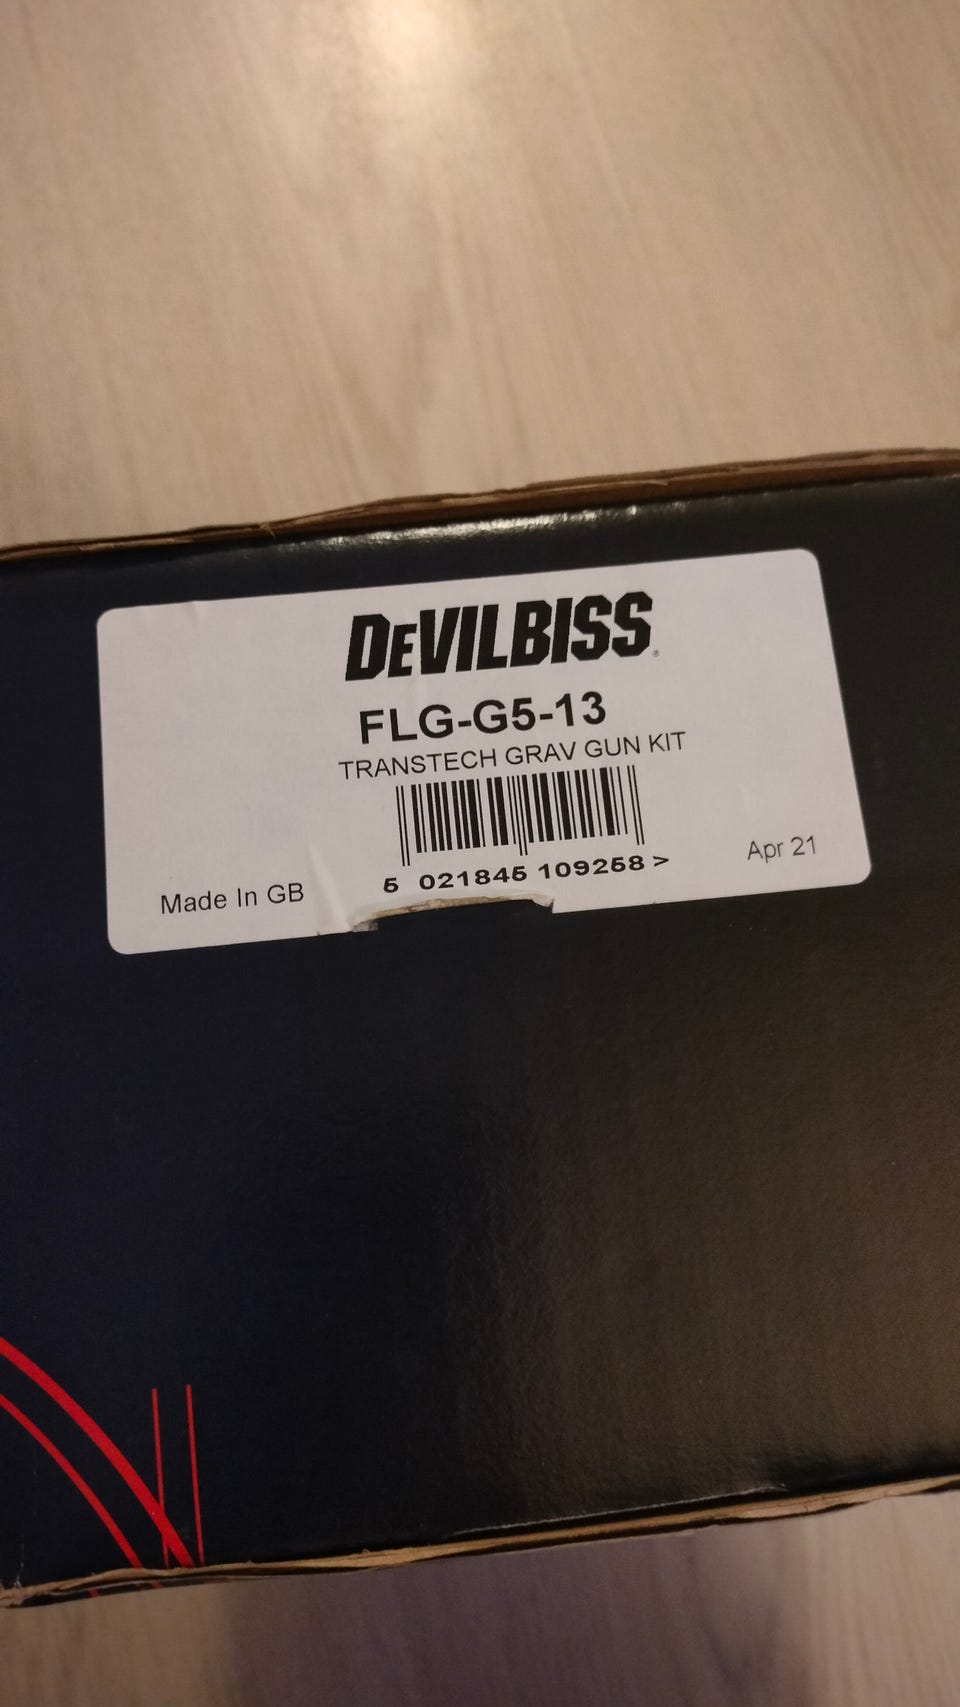 DEVILBISS
FLG-G5-13
TRANSTECH GRAV GUN KIT
5 021845 109258 >
Made In GB
Apr 21